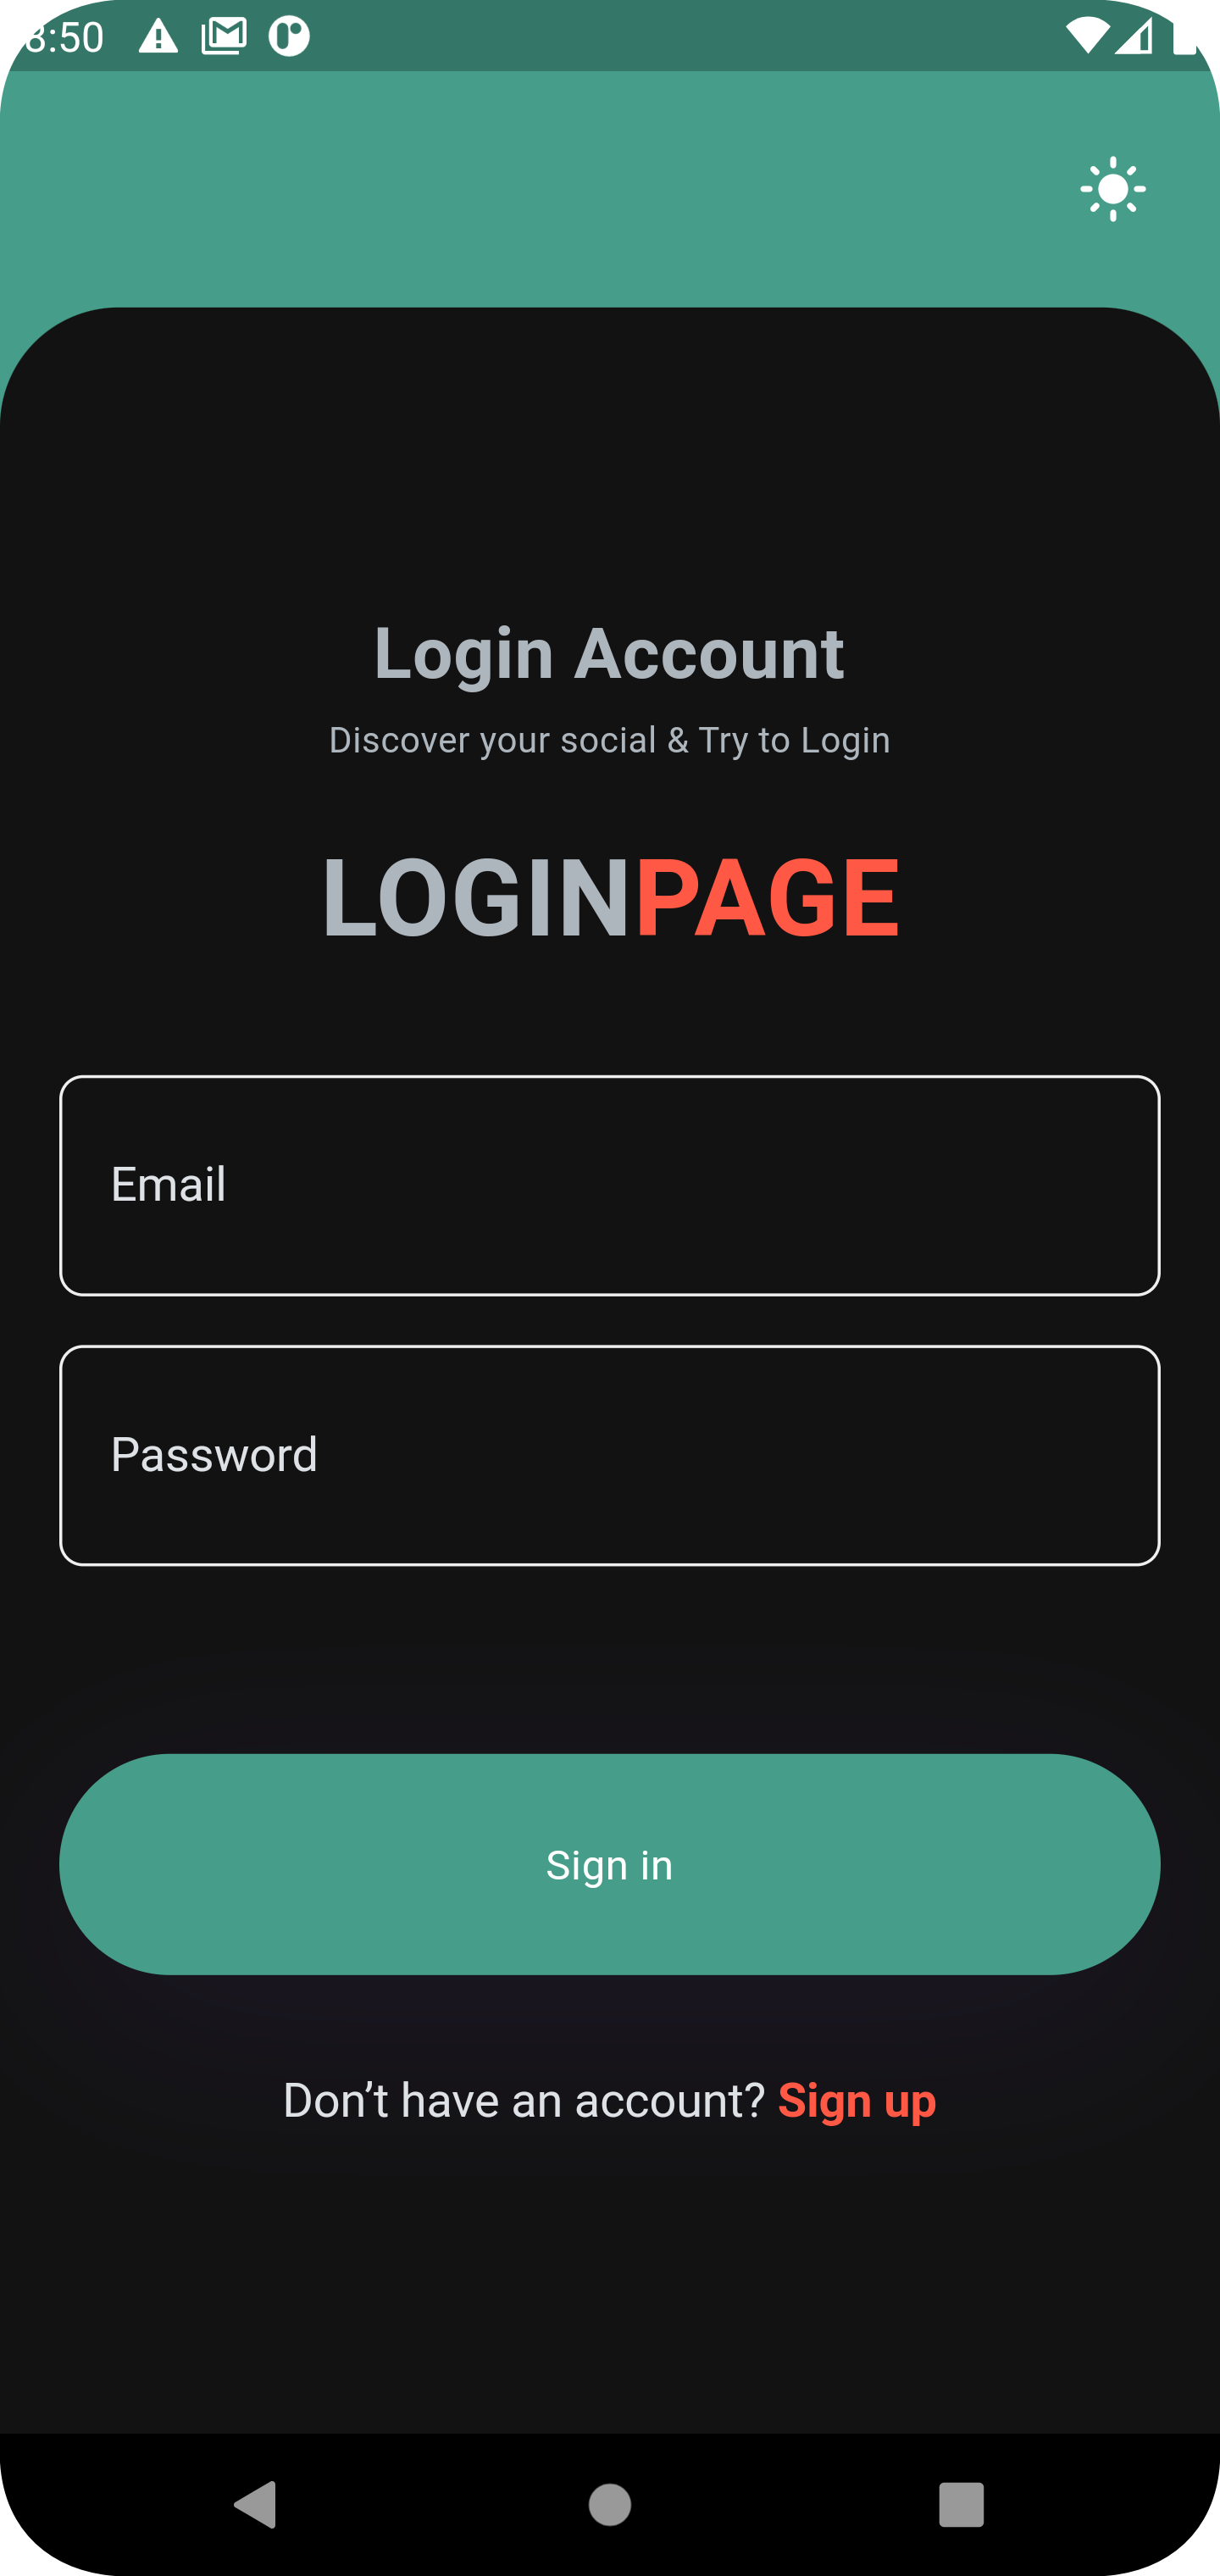 8:50
Login Account
Discover your social & Try to Login
LOGINPAGE
Email
Password
Sign in
Don’t have an account? Sign up